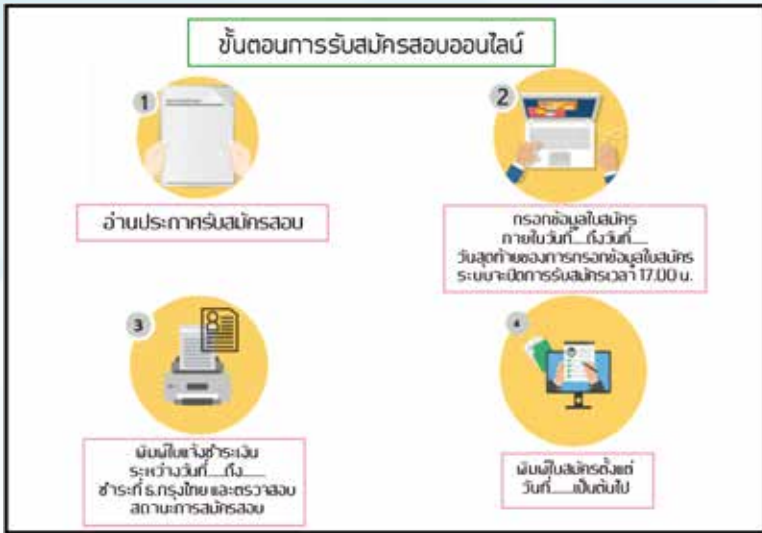 ขั้นตอนการรับสมัครสอบออนไลน์
1
อ่านประกาศรับสมัครสอบ
2
กรอกข้อมูลใบสมัคร
ภายในวันที่....ถึงวันที่......
วันสุดท้ายของการกรอกข้อมูลใบสมัคร
ระบบจะปิดการรับสมัครเวลา 17.00 น.
3
พิมพ์ใบแจ้งชำระเงิน
ระหว่างวันที่.....ถึง.......
ชำระที่ ธ.กรุงไทย และตรวจสอบ
สถานะการสมัครสอบ
4
พิมพ์ใบสมัครตั้งแต่
วันที่.......เป็นต้นไป